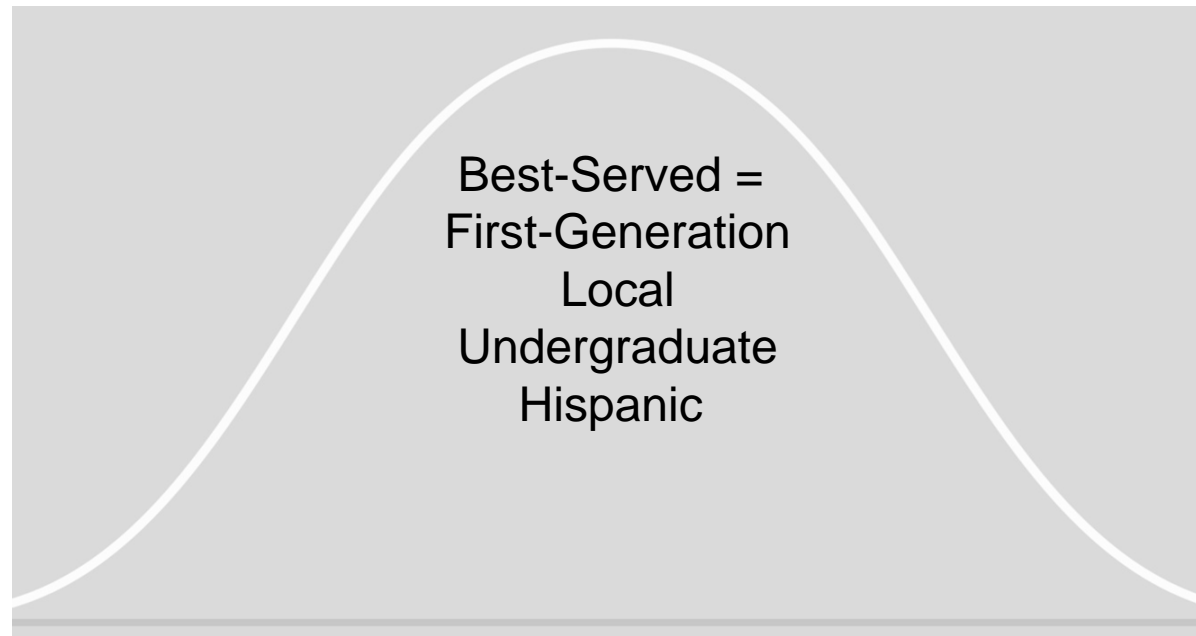 Best-Served =
First-Generation
Local
Undergraduate
Hispanic